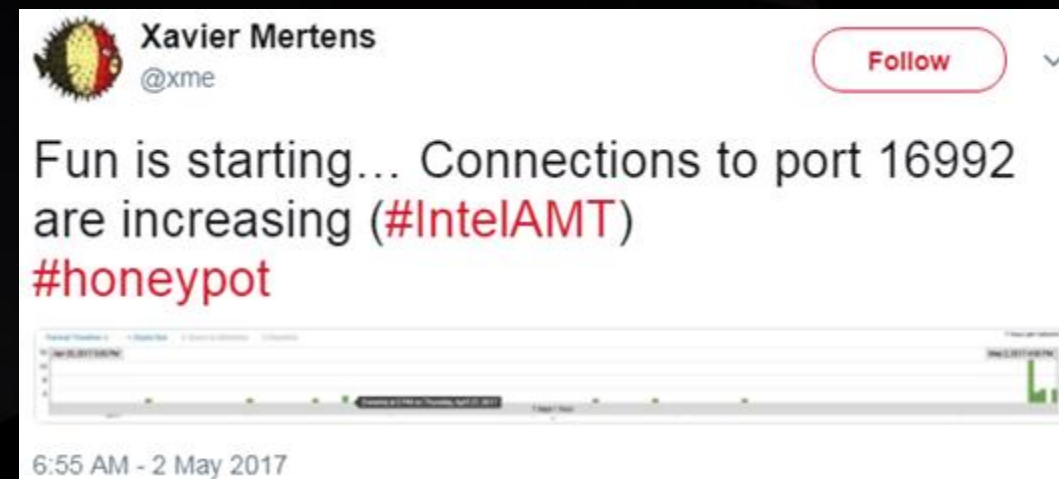 Xavier Mertens
@xme
Follow
Fun is starting... Connections to port 16992
are increasing (#IntelAMT)
#honeypot
6:55 AM - 2 May 2017